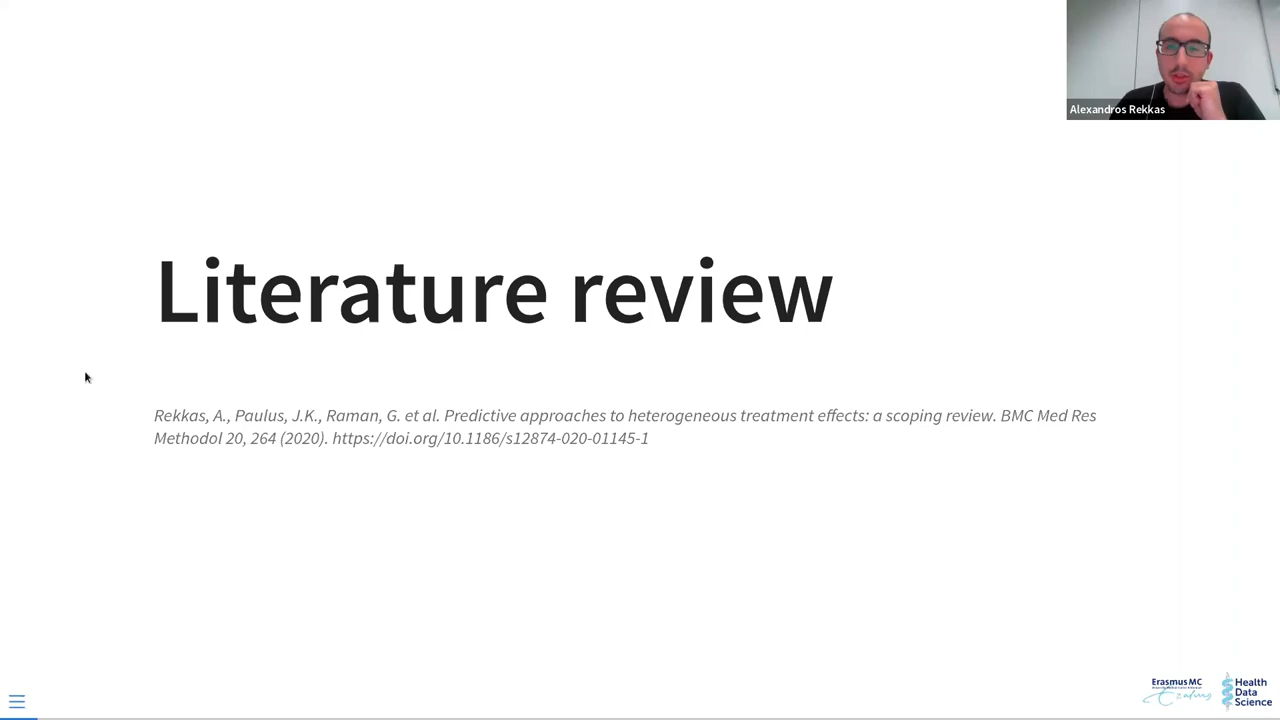 Alexandros Rekkas
Literature review
Rekkas, A., Paulus, J.K., Raman, G. et al. Predictive approaches to heterogeneous treatment effects: a scoping review. BMC Med Res
Methodol 20, 264 (2020). https://doi.org/10.1186/s12874-020-01145-1
Erasmus MC
Erasmus
Health
Data
Science